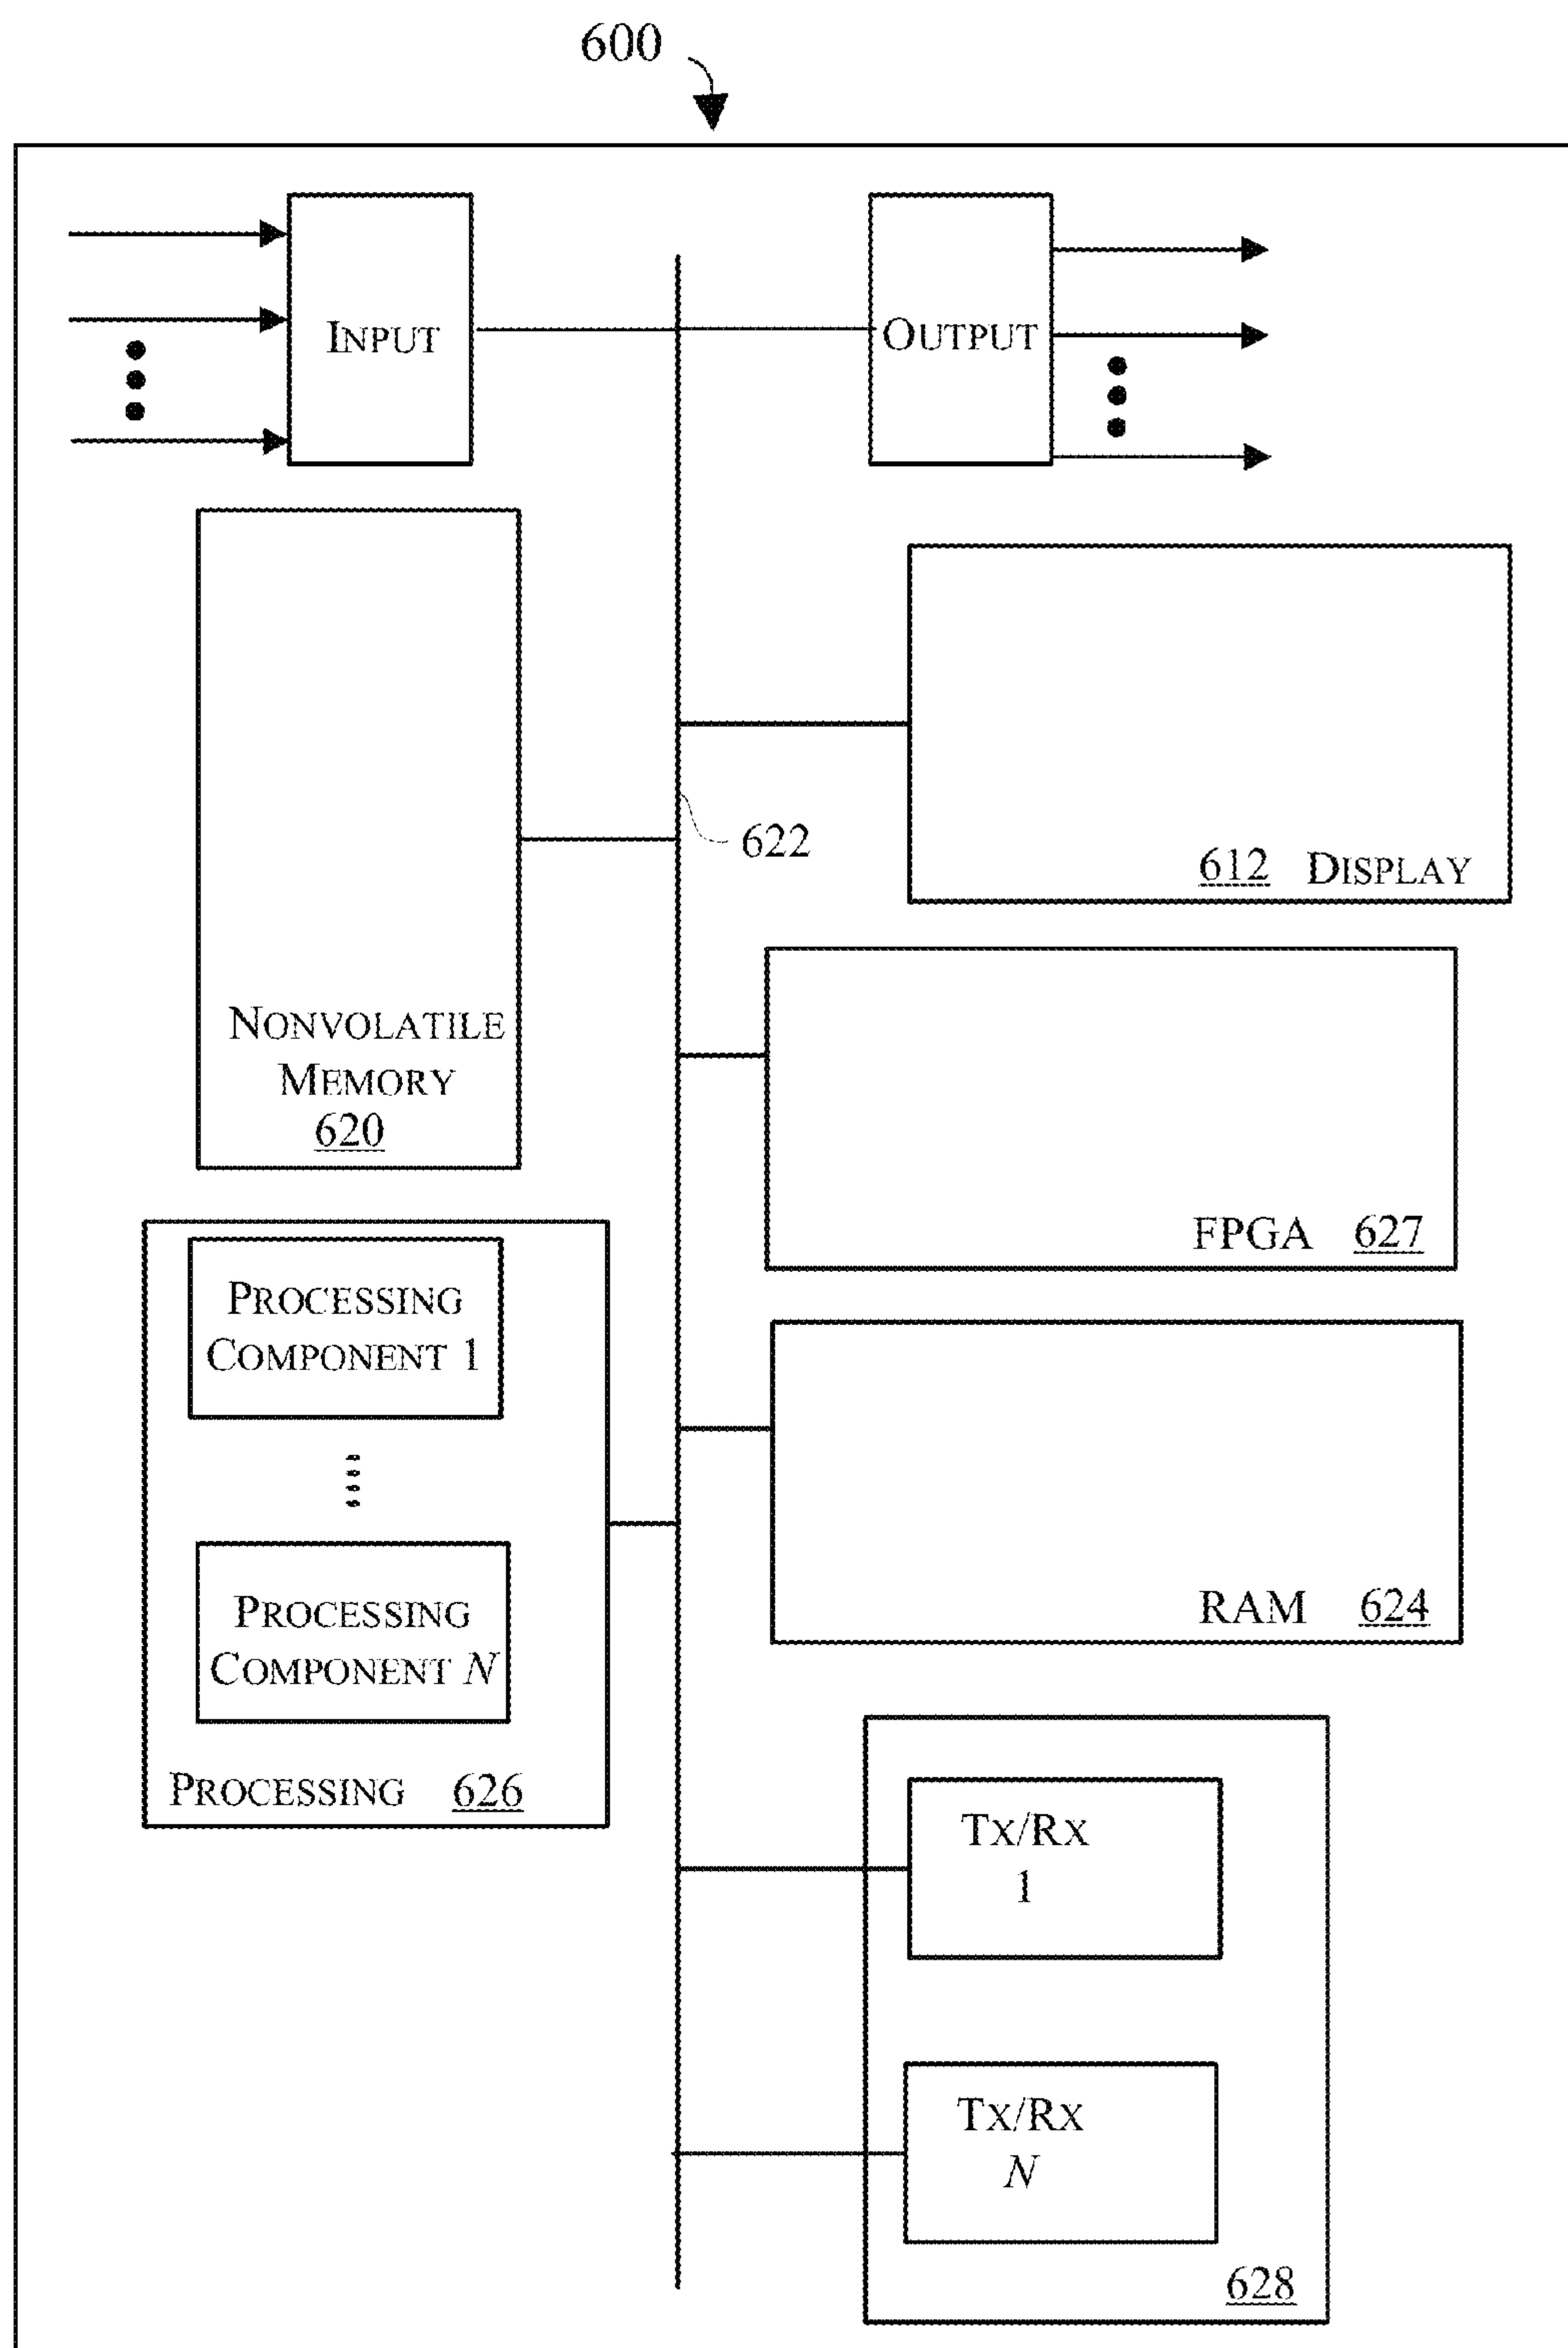 600
INPUT
OUTPUT
622
612 DISPLAY
NONVOLATILE
MEMORY
620
FPGA 627
PROCESSING
COMPONENT 1
PROCESSING
COMPONENT N
PROCESSING 626
RAM 624
TX/RX
1
TX/RX
N
628